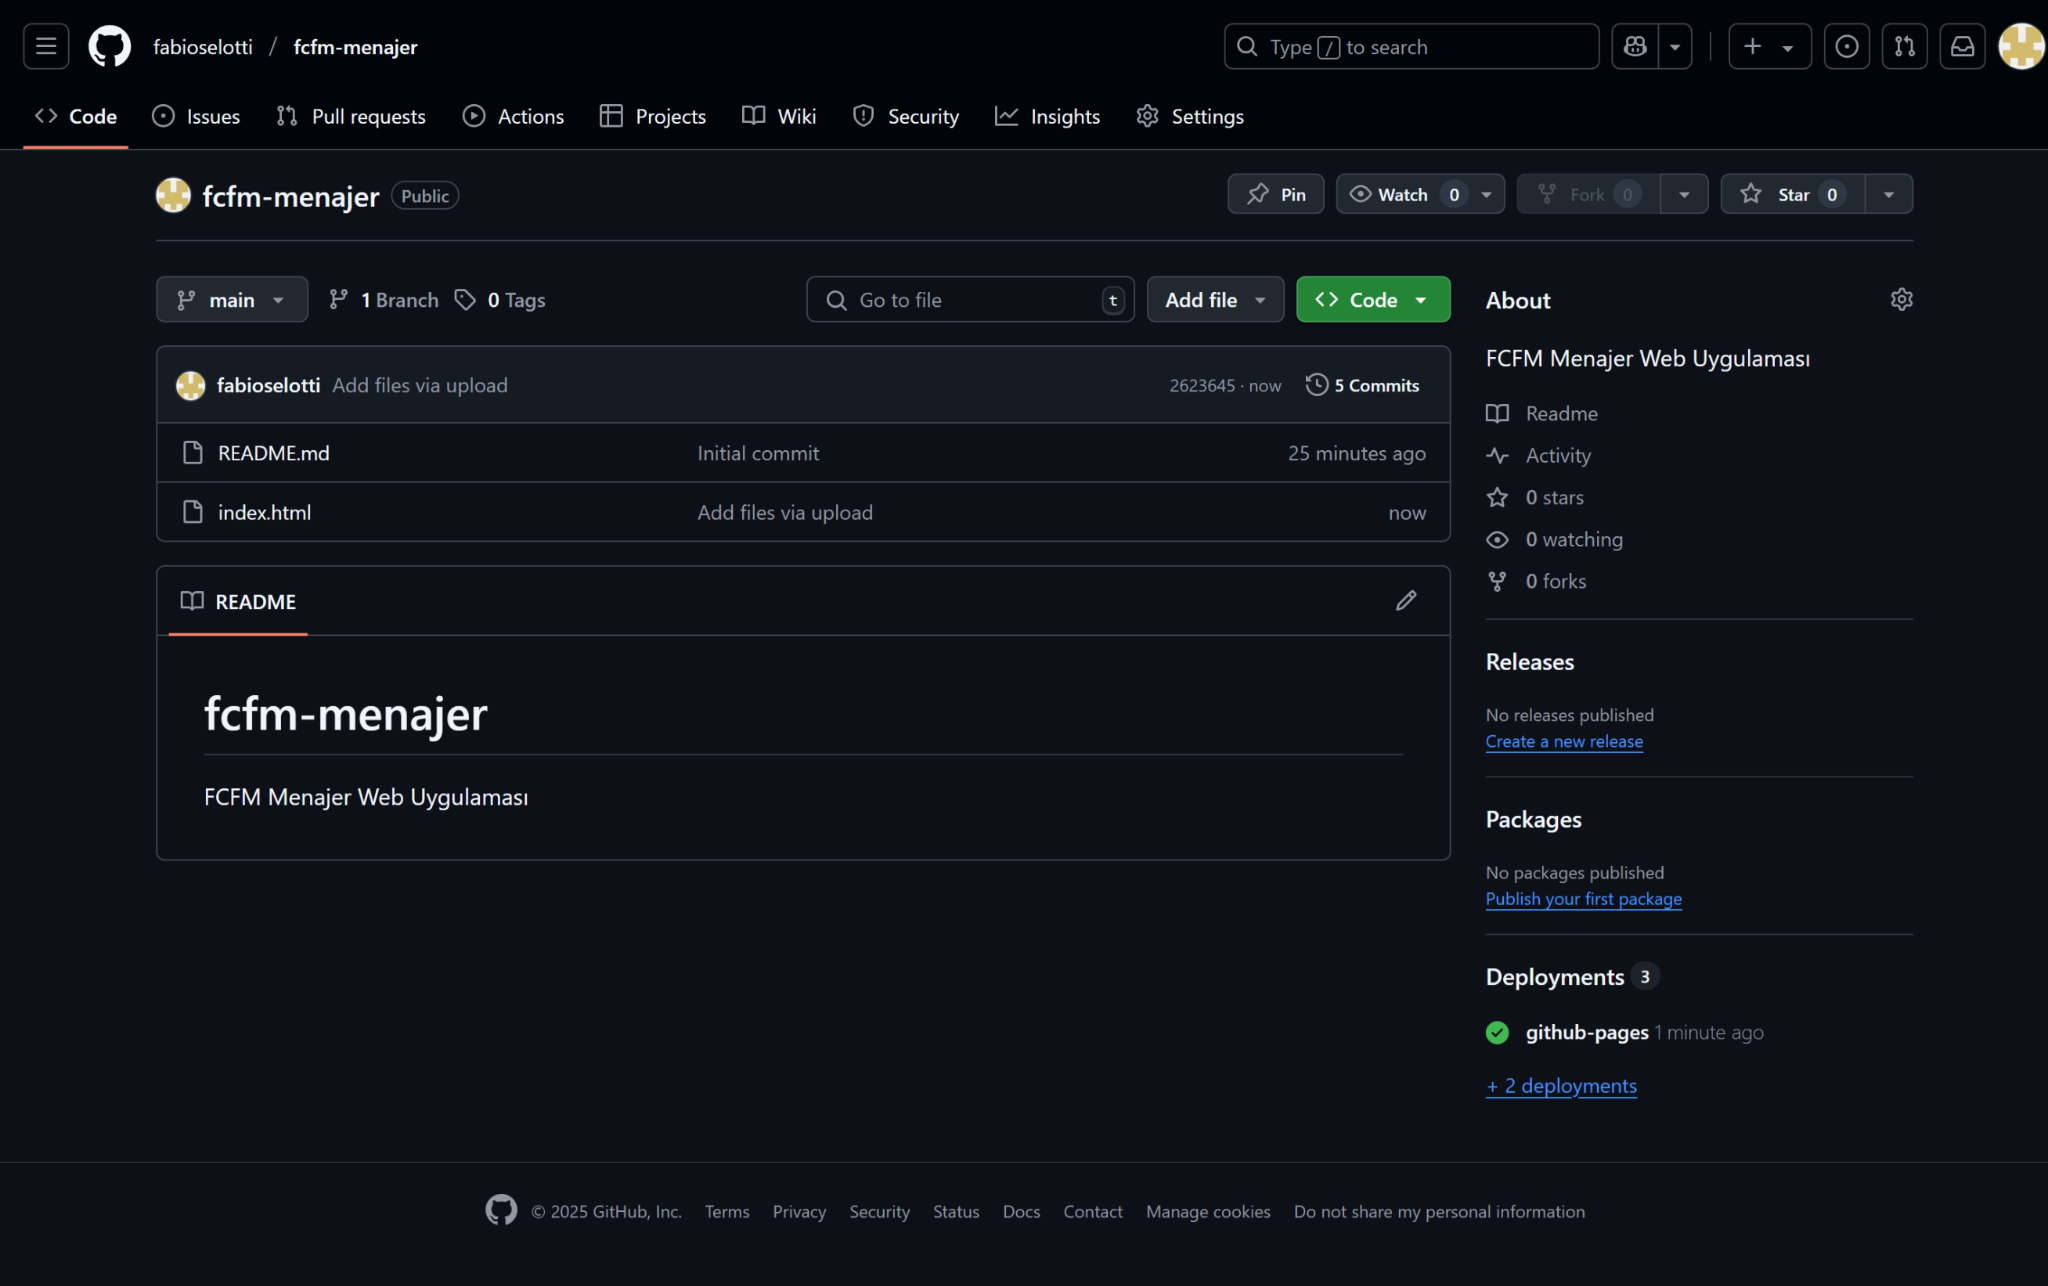 fabioselotti / fcfm-menajer
Type / to search
Code
Issues
Pull requests
Actions
Projects
Wiki
Security
Insights
Settings
fcfm-menajer Public
Pin
Watch 0
Fork 0
Star 0
main
1 Branch
0 Tags
Go to file t
Add file
Code
fabioselotti Add files via upload 2623645 · now 5 Commits
README.md Initial commit 25 minutes ago
index.html Add files via upload now
README
fcfm-menajer
FCFM Menajer Web Uygulaması
About
FCFM Menajer Web Uygulaması
Readme
Activity
0 stars
0 watching
0 forks
Releases
No releases published
Create a new release
Packages
No packages published
Publish your first package
Deployments 3
github-pages 1 minute ago
+ 2 deployments
© 2025 GitHub, Inc. Terms Privacy Security Status Docs Contact Manage cookies Do not share my personal information